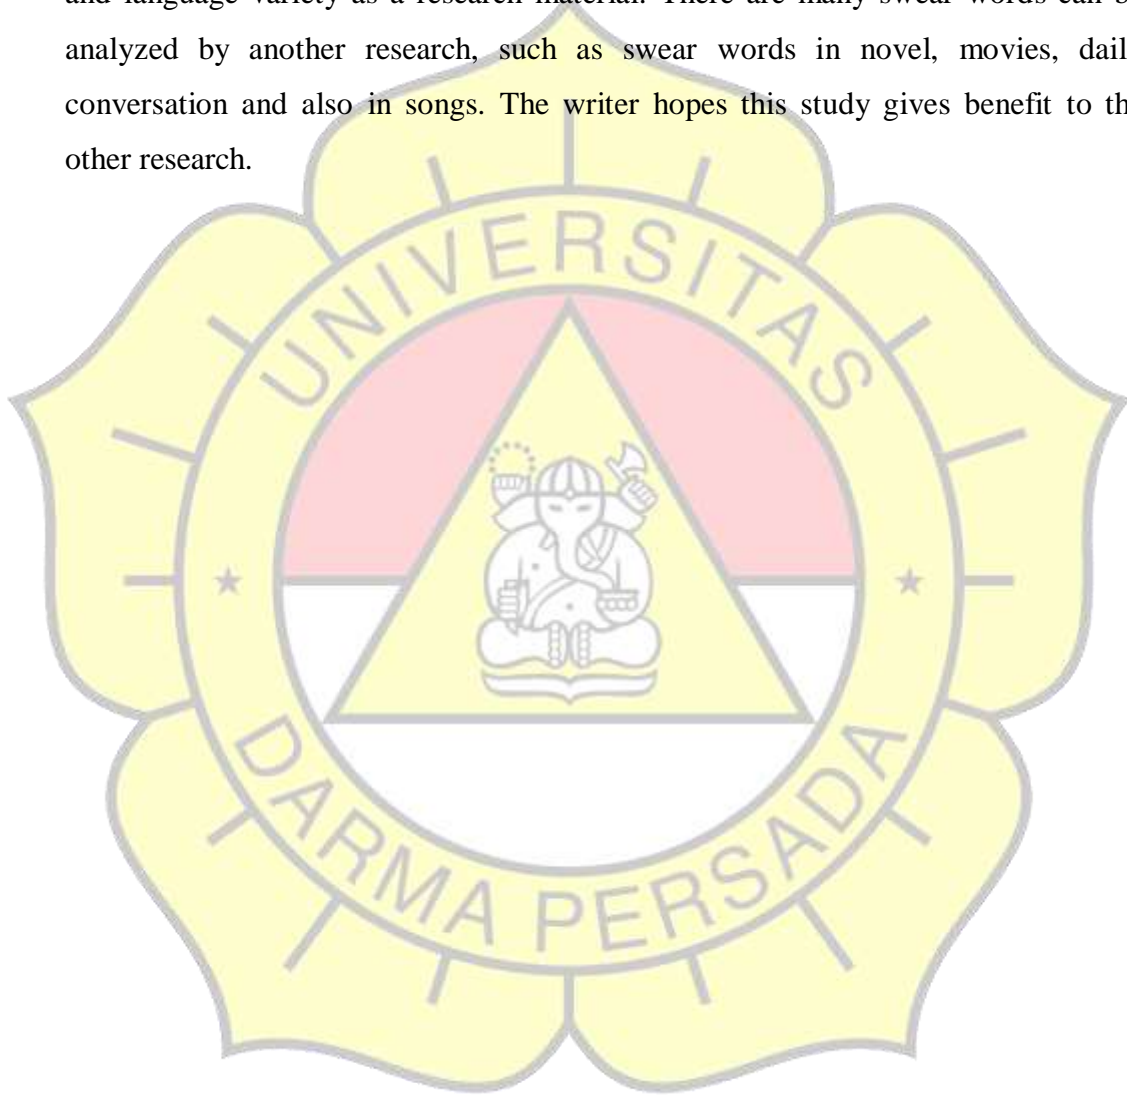 and language variety as a research material. There are many swear words can b
analyzed by another research, such as swear words in novel, movies, dail
conversation and also in songs. The writer hopes this study gives benefit to th
other research.
UNIVERSITAS
DARMA PERSADA